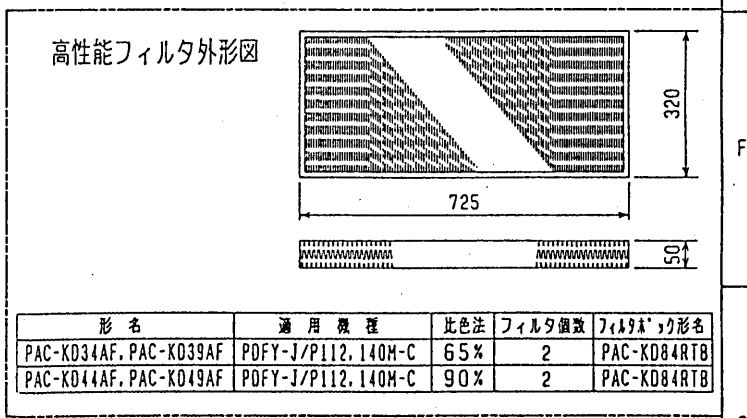 高性能フィルタ外形図
320
F
725
50
形 名 適 用 機 種 比色法 フィルタ個数 フィルタボック形名
PAC-KD34AF, PAC-KD39AF PDFY-J/P112, 140M-C 65% 2 PAC-KD84RTB
PAC-KD44AF, PAC-KD49AF PDFY-J/P112, 140M-C 90% 2 PAC-KD84RTB